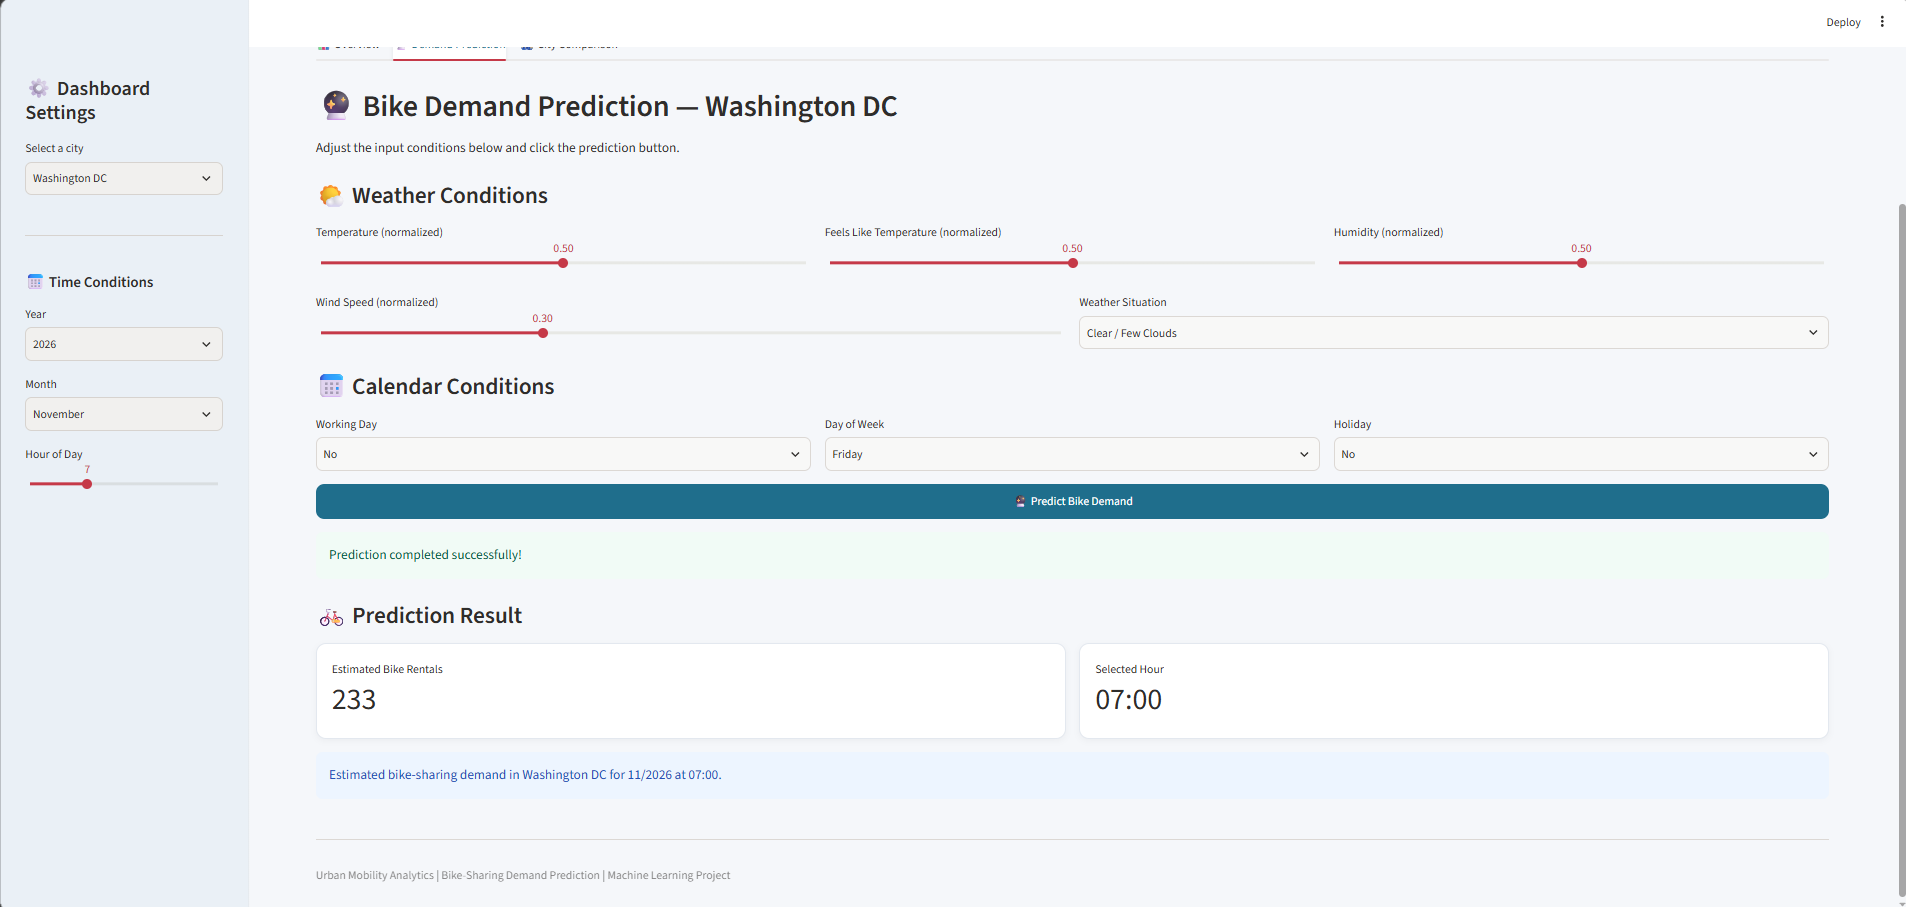 Deploy
Dashboard
Settings
Select a city
Washington DC
Time Conditions
Year
2026
Month
November
Hour of Day
7
Bike Demand Prediction — Washington DC
Adjust the input conditions below and click the prediction button.
Weather Conditions
Temperature (normalized)
0.50
Feels Like Temperature (normalized)
0.50
Humidity (normalized)
0.50
Wind Speed (normalized)
0.30
Weather Situation
Clear / Few Clouds
Calendar Conditions
Working Day
No
Day of Week
Friday
Holiday
No
Predict Bike Demand
Prediction completed successfully!
Prediction Result
Estimated Bike Rentals
233
Selected Hour
07:00
Estimated bike-sharing demand in Washington DC for 11/2026 at 07:00.
Urban Mobility Analytics | Bike-Sharing Demand Prediction | Machine Learning Project